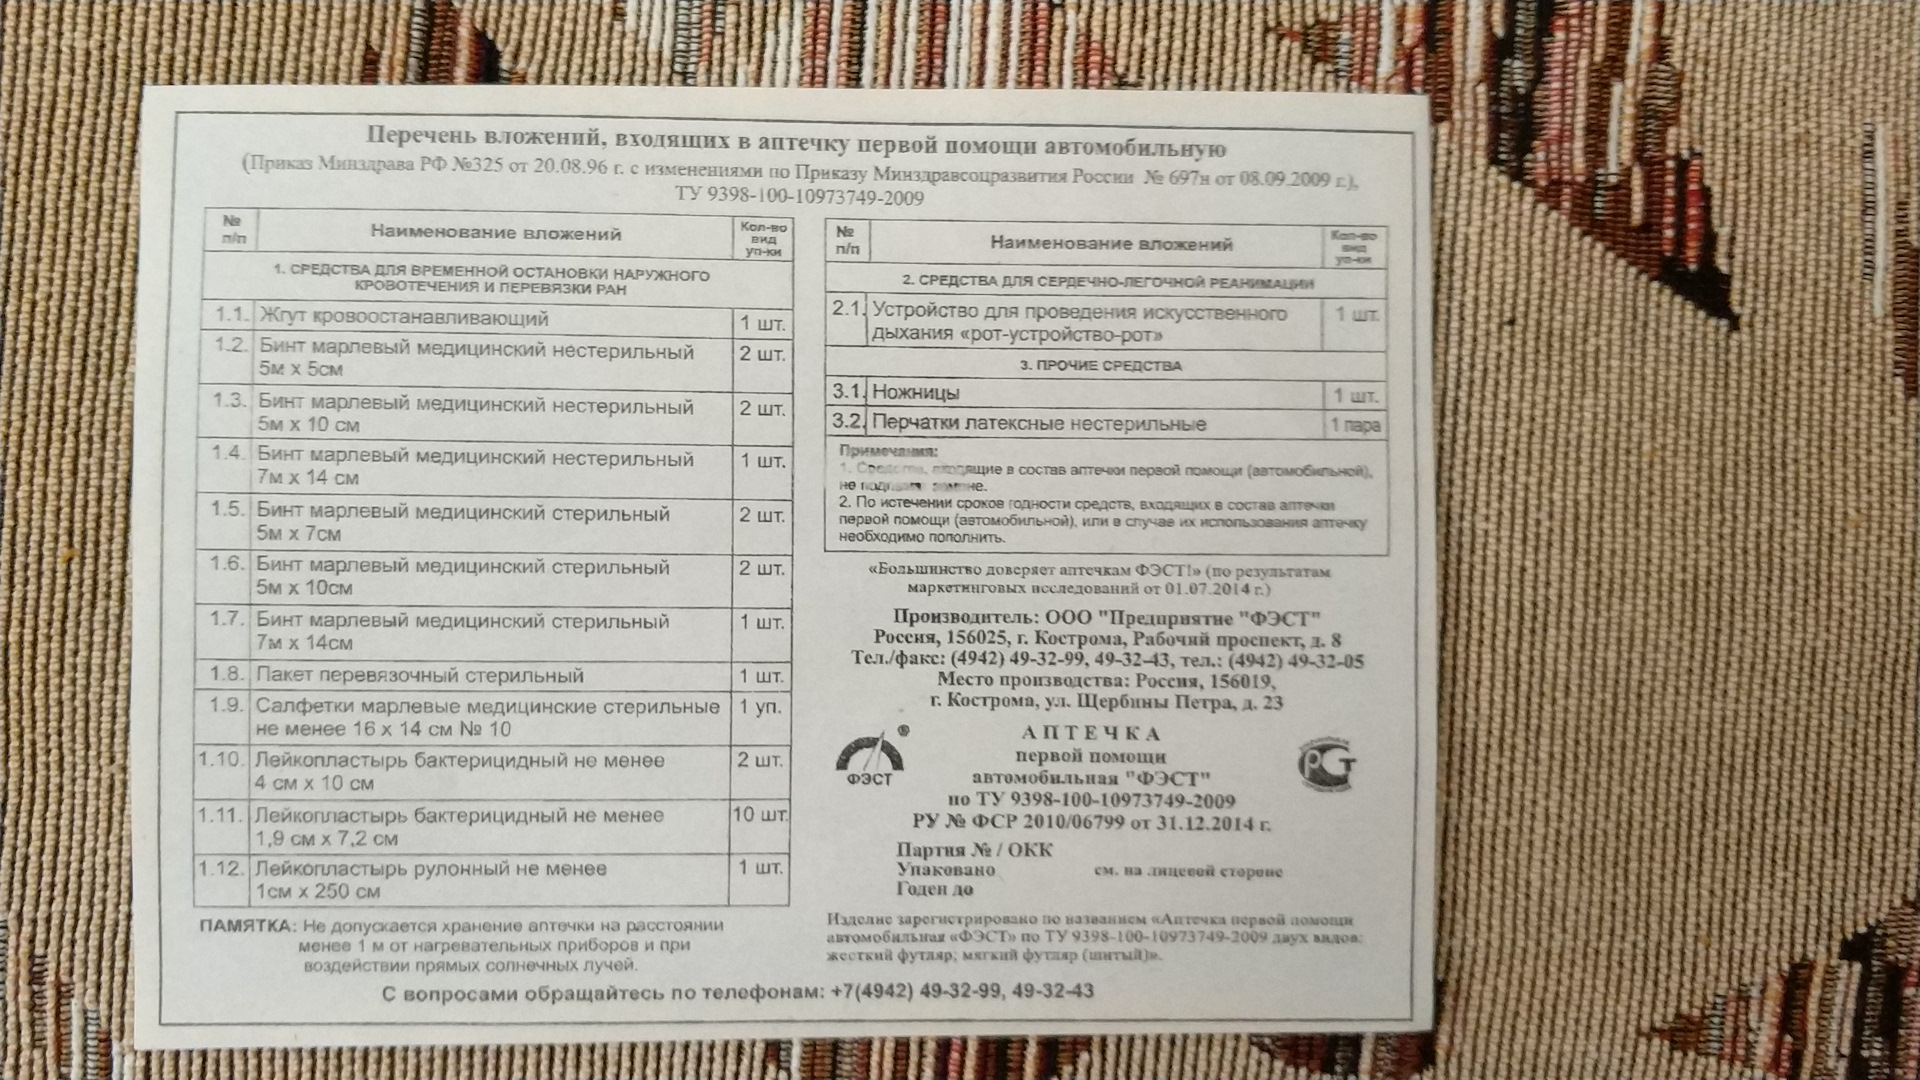 Перечень вложений, входящих в аптечку первой помощи автомобильную
(Приказ Минздрава РФ №325 от 20.08.96 г. с изменениями по Приказу Минздравсоцразвития России № 697н от 08.09.2009 г.),
ТУ 9398-100-10973749-2009
№ п/п Наименование вложений Кол-во вид уп-ки
1. СРЕДСТВА ДЛЯ ВРЕМЕННОЙ ОСТАНОВКИ НАРУЖНОГО
КРОВОТЕЧЕНИЯ И ПЕРЕВЯЗКИ РАН
1.1. Жгут кровоостанавливающий 1 шт.
1.2. Бинт марлевый медицинский нестерильный 2 шт.
5м х 5см
1.3. Бинт марлевый медицинский нестерильный 2 шт.
5м х 10 см
1.4. Бинт марлевый медицинский нестерильный 1 шт.
7м х 14 см
1.5. Бинт марлевый медицинский стерильный 2 шт.
5м х 7см
1.6. Бинт марлевый медицинский стерильный 2 шт.
5м х 10см
1.7. Бинт марлевый медицинский стерильный 1 шт.
7м х 14см
1.8. Пакет перевязочный стерильный 1 шт.
1.9. Салфетки марлевые медицинские стерильные 1 уп.
не менее 16 х 14 см № 10
1.10. Лейкопластырь бактерицидный не менее 2 шт.
4 см х 10 см
1.11. Лейкопластырь бактерицидный не менее 10 шт.
1,9 см х 7,2 см
1.12. Лейкопластырь рулонный не менее 1 шт.
1см х 250 см
ПАМЯТКА: Не допускается хранение аптечки на расстоянии
менее 1 м от нагревательных приборов и при
воздействии прямых солнечных лучей.
№ п/п Наименование вложений Кол-во вид уп-ки
2. СРЕДСТВА ДЛЯ СЕРДЕЧНО-ЛЕГОЧНОЙ РЕАНИМАЦИИ
2.1. Устройство для проведения искусственного 1 шт.
дыхания «рот-устройство-рот»
3. ПРОЧИЕ СРЕДСТВА
3.1. Ножницы 1 шт.
3.2. Перчатки латексные нестерильные 1 пара
Примечания:
1. входящие в состав аптечки первой помощи (автомобильной),
не
2. По истечении сроков годности средств, входящих в состав аптечки
первой помощи (автомобильной), или в случае их использования аптечку
необходимо пополнить.
«Большинство доверяет аптечкам ФЭСТ!» (по результатам
маркетинговых исследований от 01.07.2014 г.)
Производитель: ООО "Предприятие "ФЭСТ"
Россия, 156025, г. Кострома, Рабочий проспект, д. 8
Тел./факс: (4942) 49-32-99, 49-32-43, тел.: (4942) 49-32-05
Место производства: Россия, 156019,
г. Кострома, ул. Щербины Петра, д. 23
®
ФЭСТ
АПТЕЧКА
первой помощи
автомобильная "ФЭСТ"
по ТУ 9398-100-10973749-2009
РУ № ФСР 2010/06799 от 31.12.2014 г.
РСТ
Партия № / ОКК
Упаковано см. на лицевой стороне
Годен до
Изделие зарегистрировано по названием «Аптечка первой помощи
автомобильная «ФЭСТ» по ТУ 9398-100-10973749-2009 двух видов:
жесткий футляр; мягкий футляр (шитый)».
С вопросами обращайтесь по телефонам: +7(4942) 49-32-99, 49-32-43